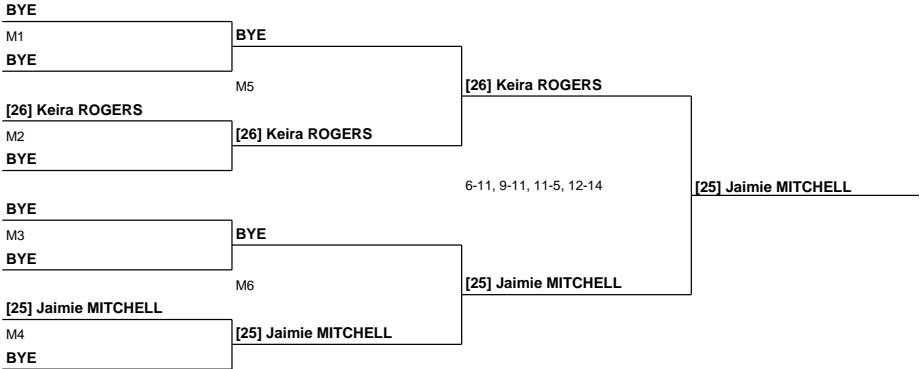 BYE
M1
BYE
BYE
M5
[26] Keira ROGERS
[26] Keira ROGERS
M2
[26] Keira ROGERS
BYE
6-11, 9-11, 11-5, 12-14
[25] Jaimie MITCHELL
BYE
M3
BYE
BYE
M6
[25] Jaimie MITCHELL
[25] Jaimie MITCHELL
M4
[25] Jaimie MITCHELL
BYE